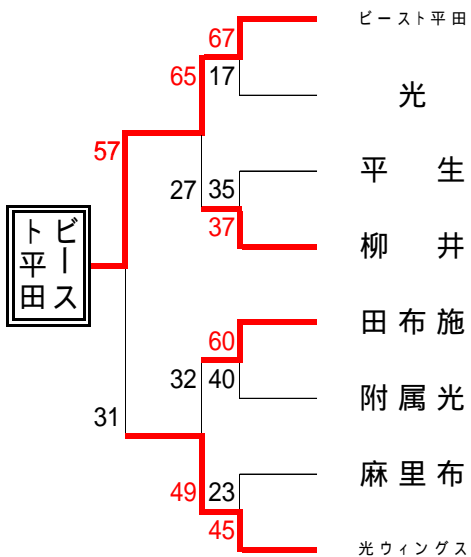 ビースト平田
67
65 17
光
57
平生
27 35
37
柳井
ビースト平田
田布施
60
32 40
附属光
31
麻里布
49 23
45
光ウィングス